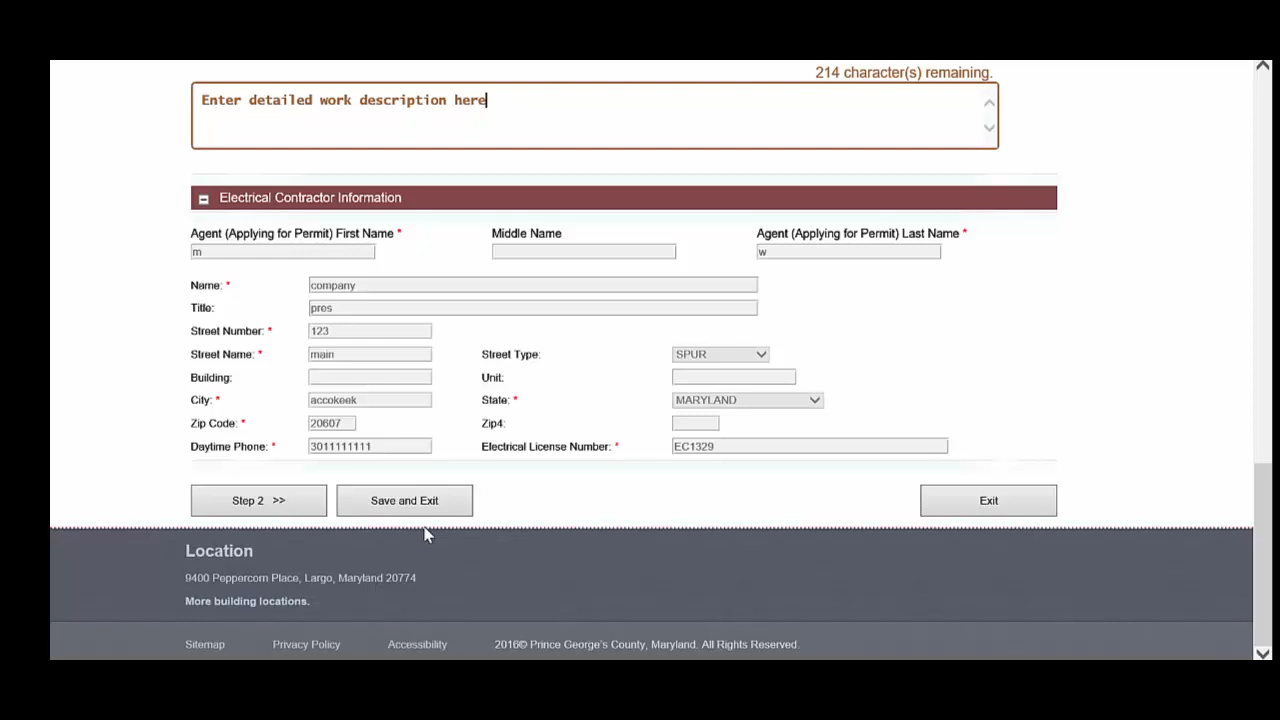 214 character(s) remaining.
Enter detailed work description here
Electrical Contractor Information
Agent (Applying for Permit) First Name * Middle Name Agent (Applying for Permit) Last Name *
m w
Name: * company
Title: pres
Street Number: * 123
Street Name: * main Street Type: SPUR
Building: Unit:
City: * accokeek State: * MARYLAND
Zip Code: * 20607 Zip4:
Daytime Phone: * 3011111111 Electrical License Number: * EC1329
Step 2 >> Save and Exit Exit
Location
9400 Peppercorn Place, Largo, Maryland 20774
More building locations.
Sitemap Privacy Policy Accessibility 2016© Prince George's County, Maryland. All Rights Reserved.